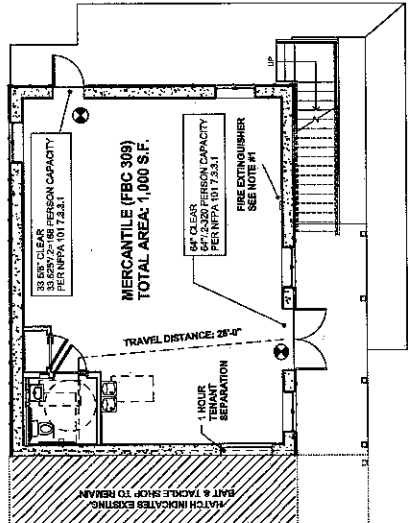 33 5/8" CLEAR
33.625"/.2=168 PERSON CAPACITY
PER NFPA 101 7.3.3.1
MERCANTILE (FBC 309)
TOTAL AREA: 1,000 S.F.
64" CLEAR
64"/.2=320 PERSON CAPACITY
PER NFPA 101 7.3.3.1
FIRE EXTINGUISHER
SEE NOTE #1
UP
TRAVEL DISTANCE: 28'-0"
1 HOUR
TENANT
SEPARATION
HATCH INDICATES EXISTING
BAIT & TACKLE SHOP TO REMAIN